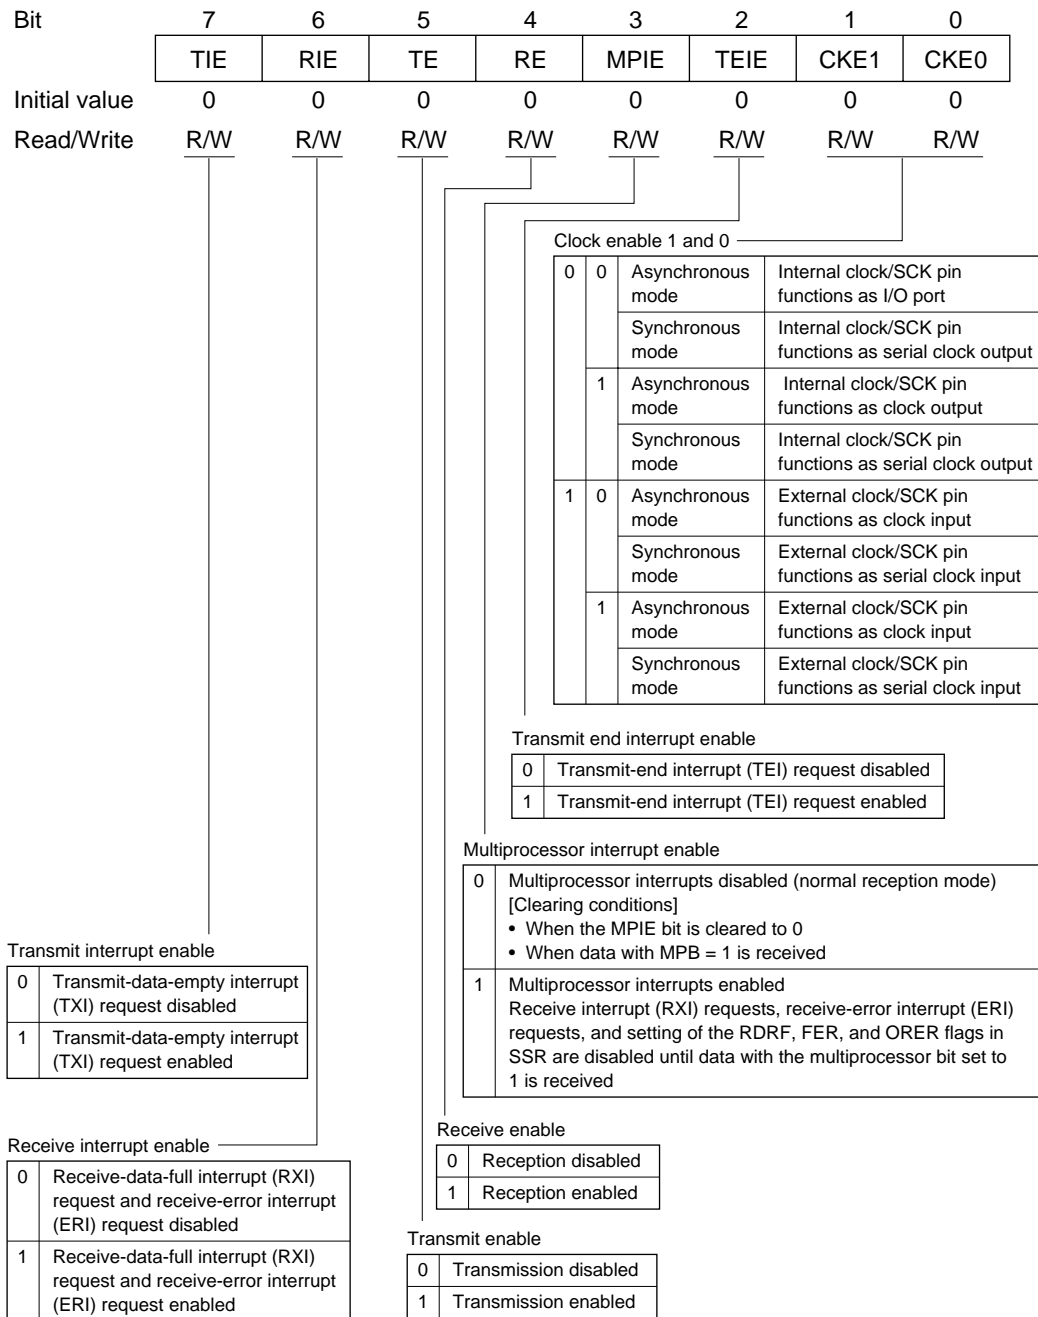 Bit 7 6 5 4 3 2 1 0
TIE RIE TE RE MPIE TEIE CKE1 CKE0
Initial value 0 0 0 0 0 0 0 0
Read/Write R/W R/W R/W R/W R/W R/W R/W R/W
Clock enable 1 and 0
0 0 Asynchronous mode Internal clock/SCK pin
functions as I/O port
Synchronous mode Internal clock/SCK pin
functions as serial clock output
1 Asynchronous mode Internal clock/SCK pin
functions as clock output
Synchronous mode Internal clock/SCK pin
functions as serial clock output
1 0 Asynchronous mode External clock/SCK pin
functions as clock input
Synchronous mode External clock/SCK pin
functions as serial clock input
1 Asynchronous mode External clock/SCK pin
functions as clock input
Synchronous mode External clock/SCK pin
functions as serial clock input
Transmit end interrupt enable
0 Transmit-end interrupt (TEI) request disabled
1 Transmit-end interrupt (TEI) request enabled
Multiprocessor interrupt enable
0 Multiprocessor interrupts disabled (normal reception mode)
[Clearing conditions]
• When the MPIE bit is cleared to 0
• When data with MPB = 1 is received
1 Multiprocessor interrupts enabled
Receive interrupt (RXI) requests, receive-error interrupt (ERI)
requests, and setting of the RDRF, FER, and ORER flags in
SSR are disabled until data with the multiprocessor bit set to
1 is received
Transmit interrupt enable
0 Transmit-data-empty interrupt
(TXI) request disabled
1 Transmit-data-empty interrupt
(TXI) request enabled
Receive enable
0 Reception disabled
1 Reception enabled
Receive interrupt enable
0 Receive-data-full interrupt (RXI)
request and receive-error interrupt
(ERI) request disabled
1 Receive-data-full interrupt (RXI)
request and receive-error interrupt
(ERI) request enabled
Transmit enable
0 Transmission disabled
1 Transmission enabled